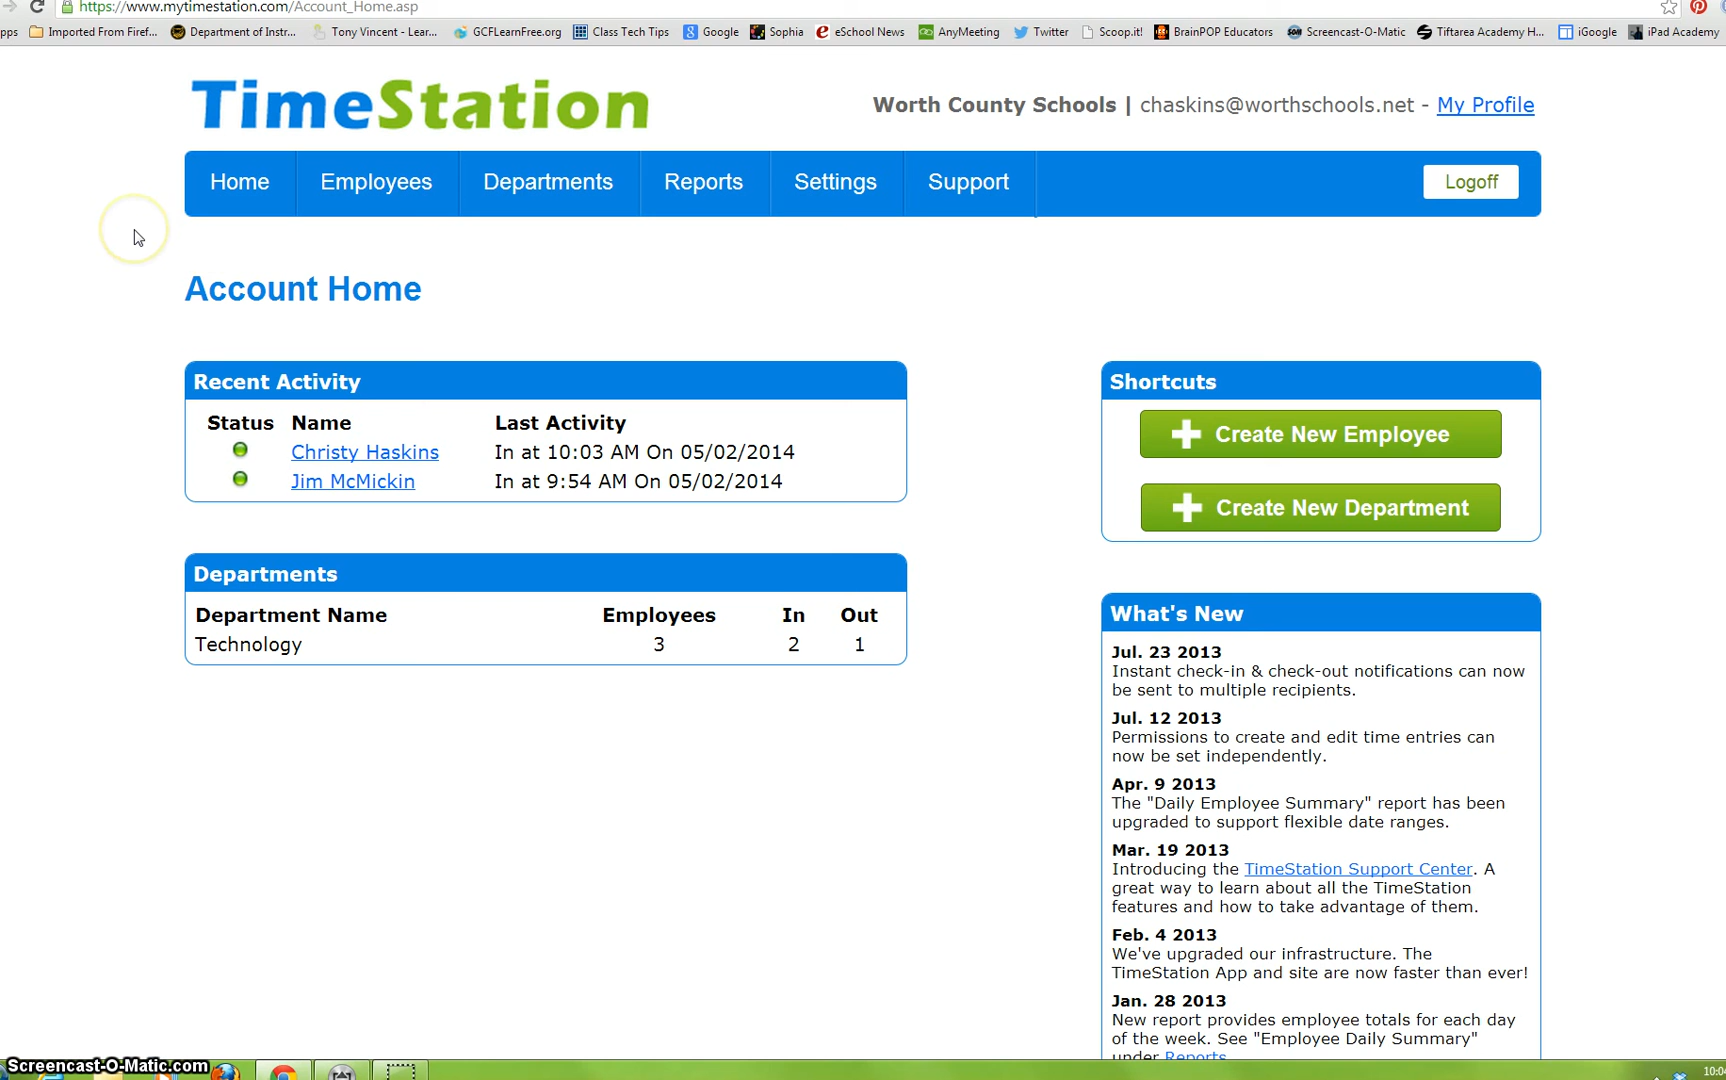 https://www.mytimestation.com/Account_Home.asp
pps Imported From Firef... Department of Instr... Tony Vincent - Lear... GCFLearnFree.org Class Tech Tips Google Sophia eSchool News AnyMeeting Twitter Scoop.it! BrainPOP Educators Screencast-O-Matic Tiftarea Academy H... iGoogle iPad Academy
TimeStation
Worth County Schools | chaskins@worthschools.net - My Profile
Home Employees Departments Reports Settings Support Logoff
Account Home
Recent Activity
Status Name Last Activity
Christy Haskins In at 10:03 AM On 05/02/2014
Jim McMickin In at 9:54 AM On 05/02/2014
Departments
Department Name Employees In Out
Technology 3 2 1
Shortcuts
Create New Employee
Create New Department
What's New
Jul. 23 2013
Instant check-in & check-out notifications can now
be sent to multiple recipients.
Jul. 12 2013
Permissions to create and edit time entries can
now be set independently.
Apr. 9 2013
The "Daily Employee Summary" report has been
upgraded to support flexible date ranges.
Mar. 19 2013
Introducing the TimeStation Support Center. A
great way to learn about all the TimeStation
features and how to take advantage of them.
Feb. 4 2013
We've upgraded our infrastructure. The
TimeStation App and site are now faster than ever!
Jan. 28 2013
New report provides employee totals for each day
of the week. See "Employee Daily Summary"
under Reports.
Screencast-O-Matic.com